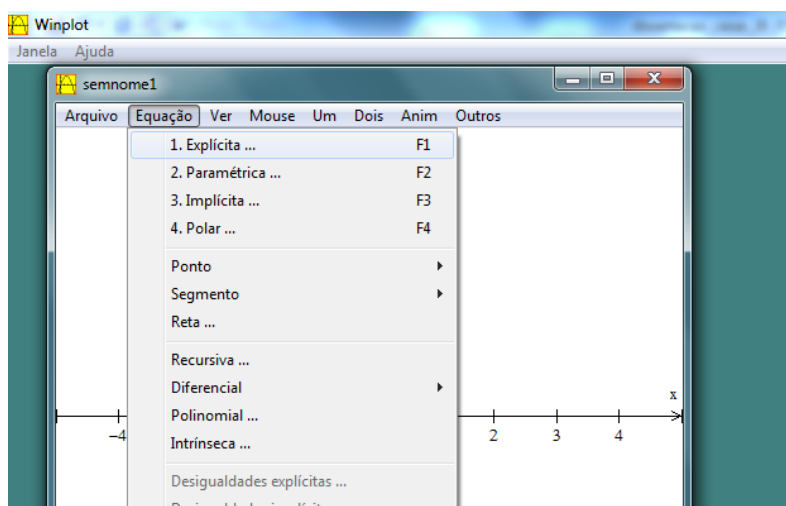 Winplot
Janela Ajuda
semnome1
Arquivo Equação Ver Mouse Um Dois Anim Outros
1. Explícita ... F1
2. Paramétrica ... F2
3. Implícita ... F3
4. Polar ... F4
Ponto
Segmento
Reta ...
Recursiva ...
Diferencial
Polinomial ...
Intrínseca ...
x
–4 2 3 4
Desigualdades explícitas ...